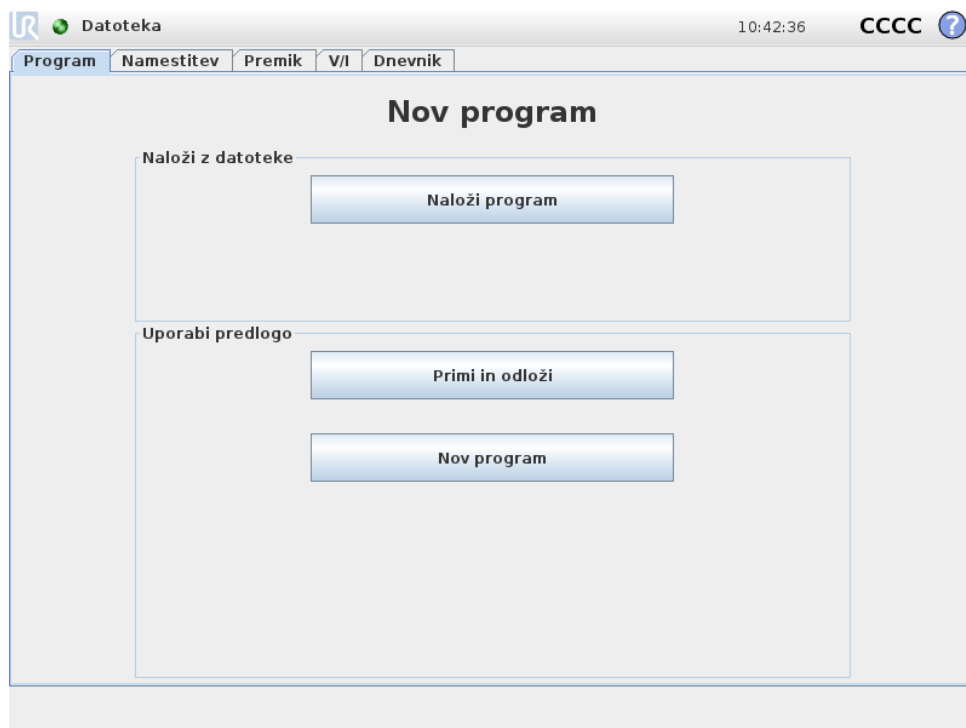 UR Datoteka 10:42:36 CCCC ?
Program Namestitev Premik V/I Dnevnik
Nov program
Naloži z datoteke
Naloži program
Uporabi predlogo
Primi in odloži
Nov program